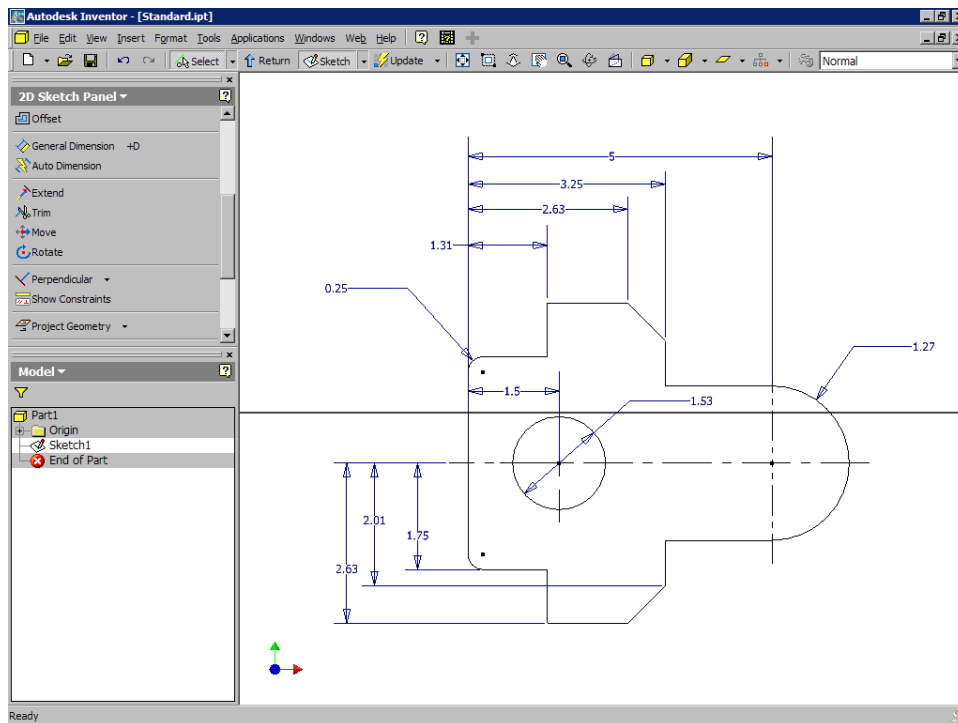 Autodesk Inventor - [Standard.ipt]
File Edit View Insert Format Tools Applications Windows Web Help
Select Return Sketch Update Normal
2D Sketch Panel
Offset
General Dimension +D
Auto Dimension
Extend
Trim
Move
Rotate
Perpendicular
Show Constraints
Project Geometry
Model
Part1
Origin
Sketch1
End of Part
5
3.25
2.63
1.31
0.25
1.27
1.5
1.53
2.01
1.75
2.63
Ready